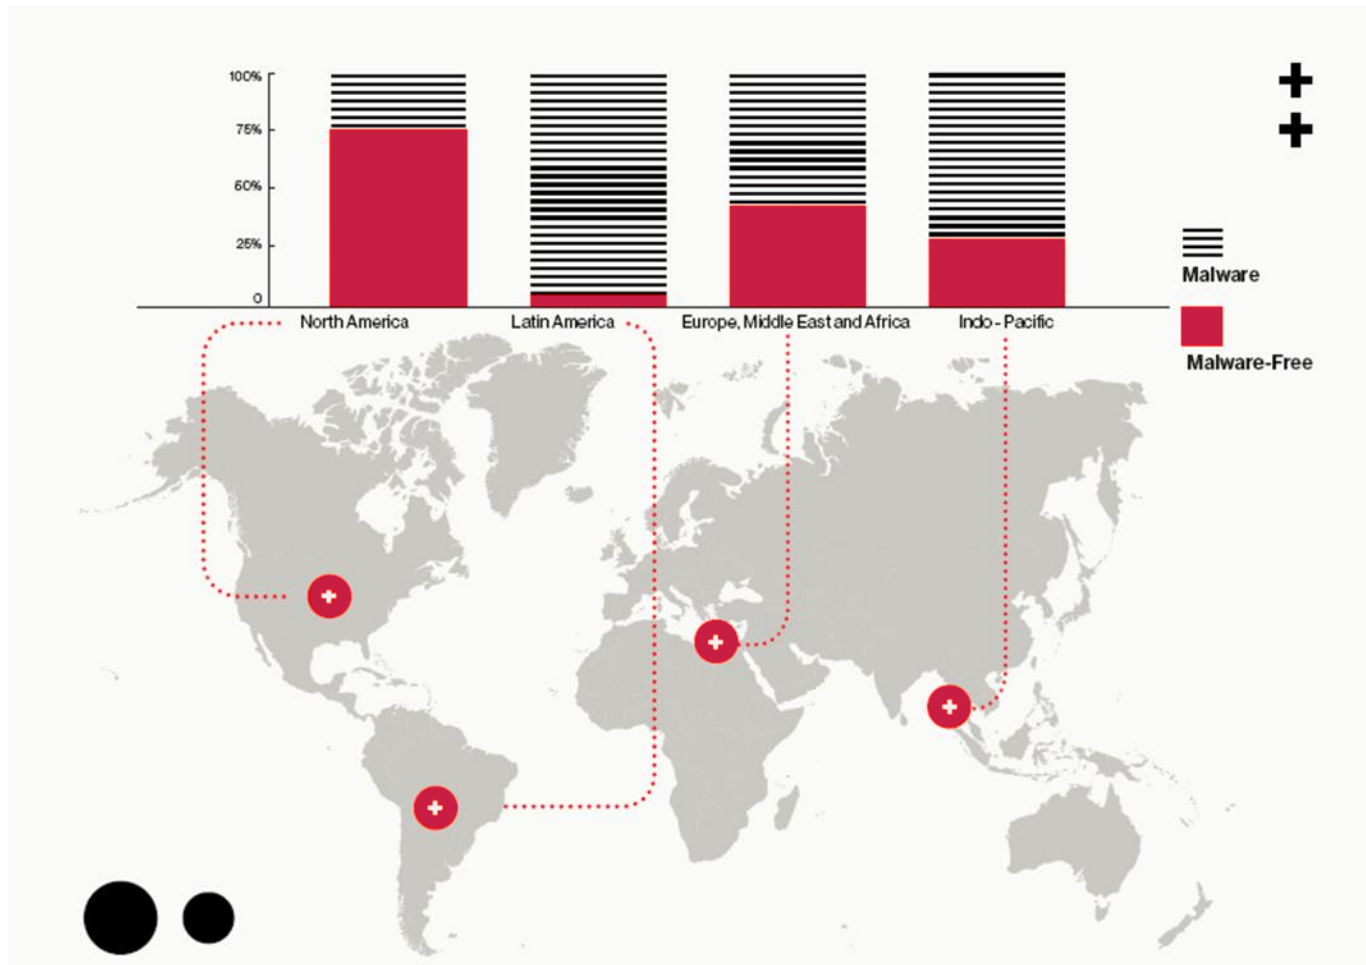 100%
75%
60%
25%
0
North America
Latin America
Europe, Middle East and Africa
Indo - Pacific
Malware
Malware-Free